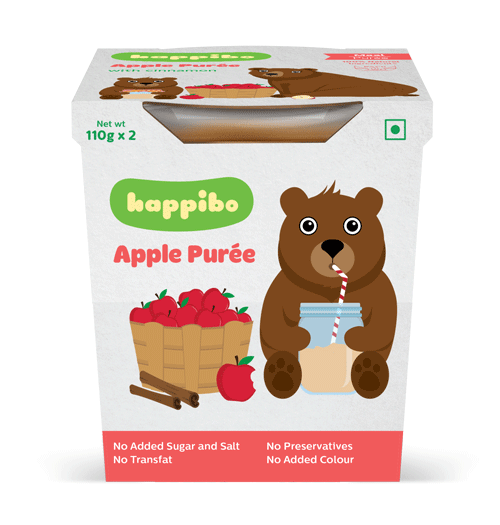 happibo
Apple Purée
with cinnamon
Net wt
110g x 2
happibo
Apple Purée
No Added Sugar and Salt
No Transfat
No Preservatives
No Added Colour